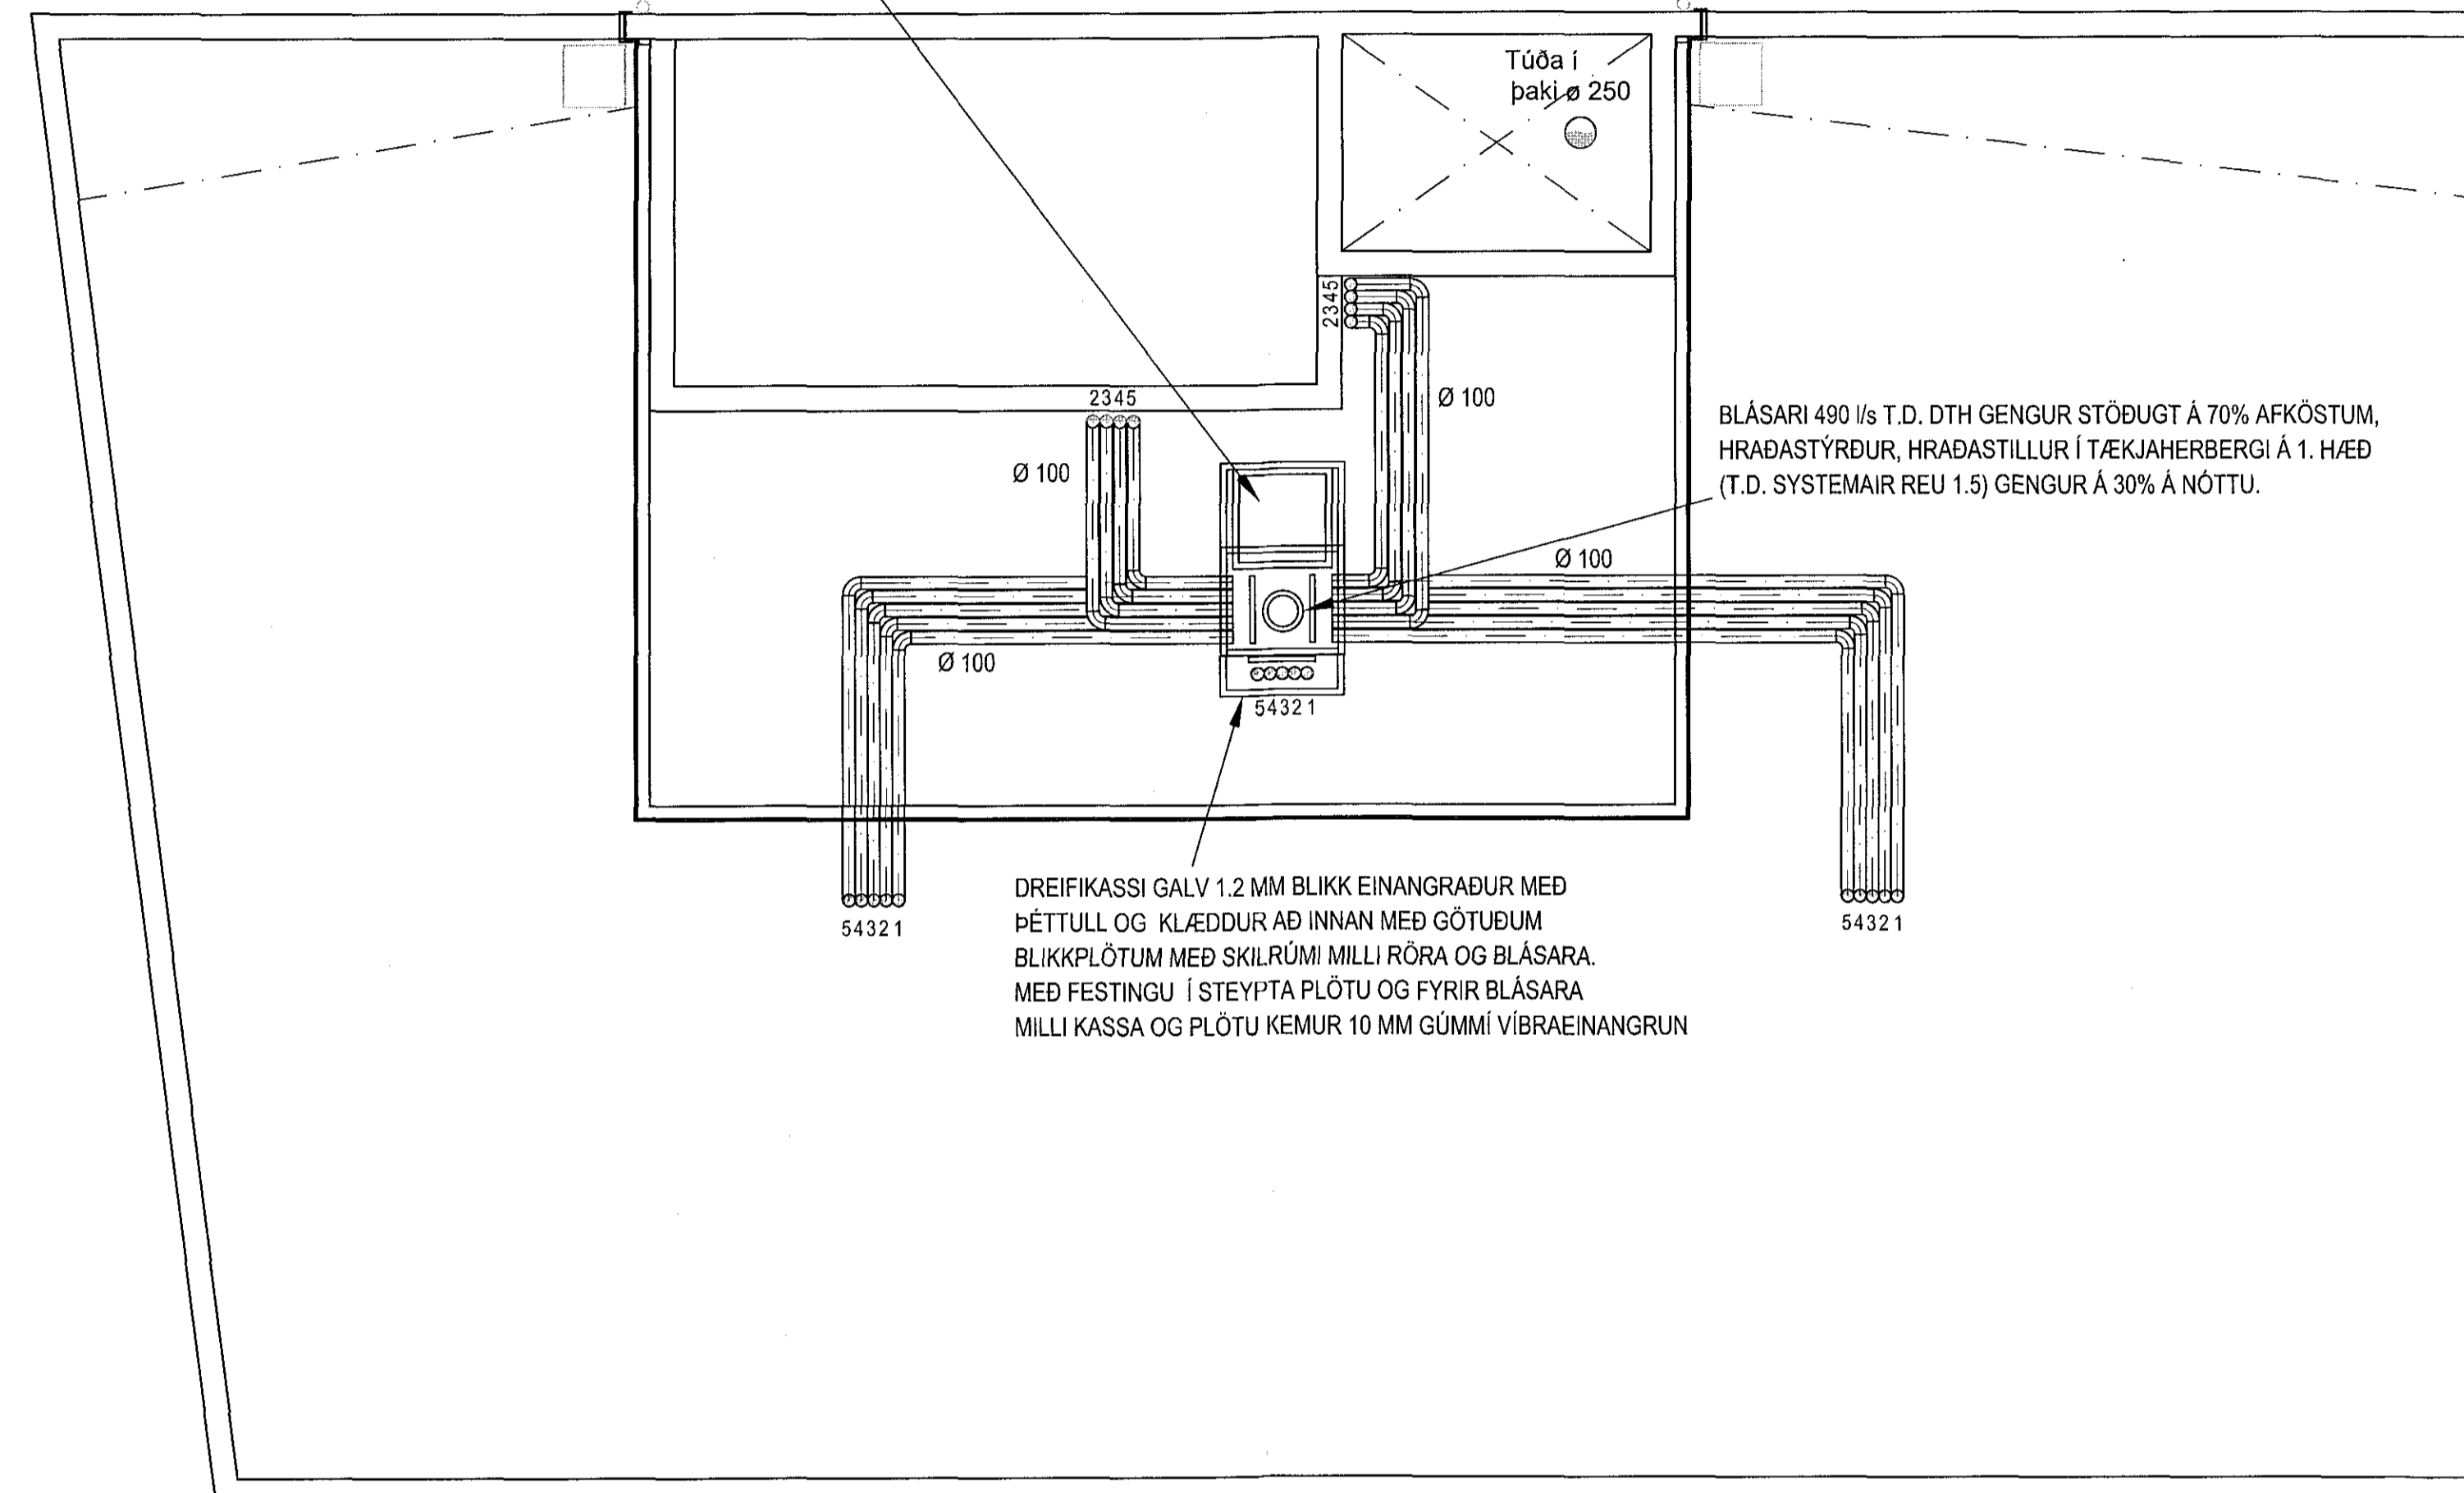 Túða í
þaki ø 250
2345
Ø 100
2345
Ø 100
BLÁSARI 490 l/s T.D. DTH GENGUR STÖÐUGT Á 70% AFKÖSTUM,
HRAÐASTÝRÐUR, HRAÐASTILLUR Í TÆKJAHERBERGI Á 1. HÆÐ
(T.D. SYSTEMAIR REU 1.5) GENGUR Á 30% Á NÓTTU.
Ø 100
Ø 100
54321
DREIFIKASSI GALV 1.2 MM BLIKK EINANGRAÐUR MEÐ
ÞÉTTULL OG KLÆDDUR AÐ INNAN MEÐ GÖTUÐUM
BLIKKPLÖTUM MEÐ SKILRÚMI MILLI RÖRA OG BLÁSARA.
MEÐ FESTINGU Í STEYPTA PLÖTU OG FYRIR BLÁSARA
MILLI KASSA OG PLÖTU KEMUR 10 MM GÚMMÍ VÍBRAEINANGRUN
54321
54321